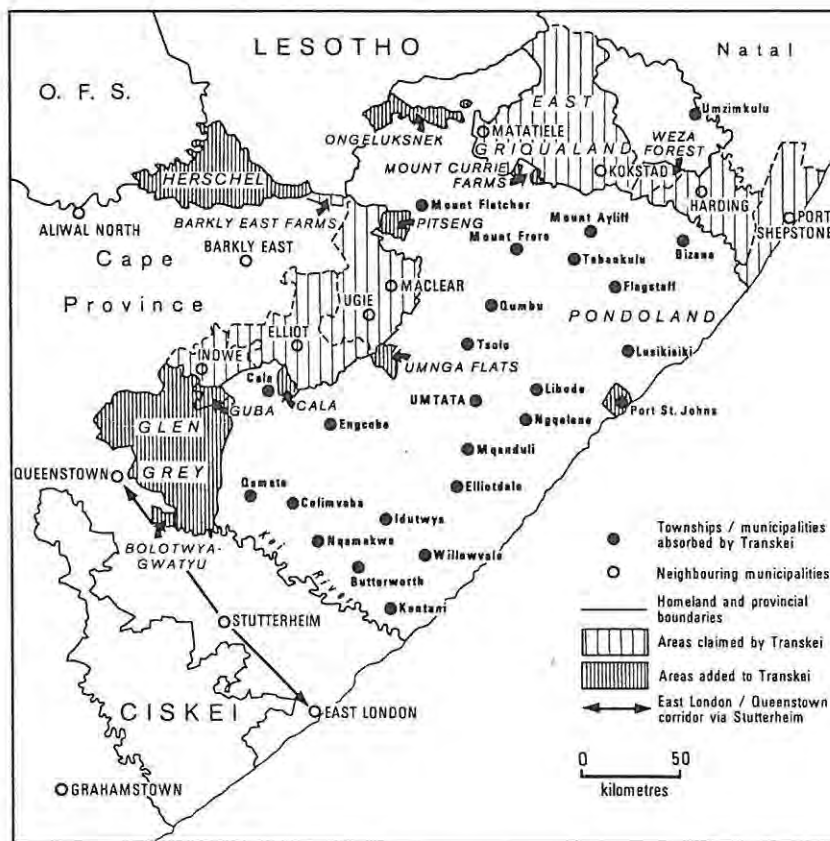 LESOTHO
Natal
O. F. S.
EAST
Umzimkulu
ONGELUKSNEK
MATATIELE
WEZA
FOREST
GRIQUALAND
HERSCHEL
MOUNT CURRIE
FARMS
KOKSTAD
HARDING
BARKLY EAST FARMS
Mount Fletcher
PITSENG
PORT
SHEPSTONE
ALIWAL NORTH
Mount Ayliff
BARKLY EAST
Mount Frere
Bizana
Cape
Tabankulu
Province
MACLEAR
Flagstaff
UGIE
Qumbu
PONDOLAND
ELLIOT
Tsolo
INDWE
UMNGA FLATS
Lusikisiki
Cala
Libode
GUBA
CALA
UMTATA
Port St. Johns
GLEN
Engcobo
Ngqeleni
Mqanduli
GREY
QUEENSTOWN
Qamata
Elliotdale
Cofimvaba
Idutwya
BOLOTWYA-
GWATYU
Kei
River
Nqamakwe
Willowvale
Butterworth
Kentani
STUTTERHEIM
CISKEI
EAST LONDON
GRAHAMSTOWN
Townships / municipalities
absorbed by Transkei
Neighbouring municipalities
Homeland and provincial
boundaries
Areas claimed by Transkei
Areas added to Transkei
East London / Queenstown
corridor via Stutterheim
0 50
kilometres